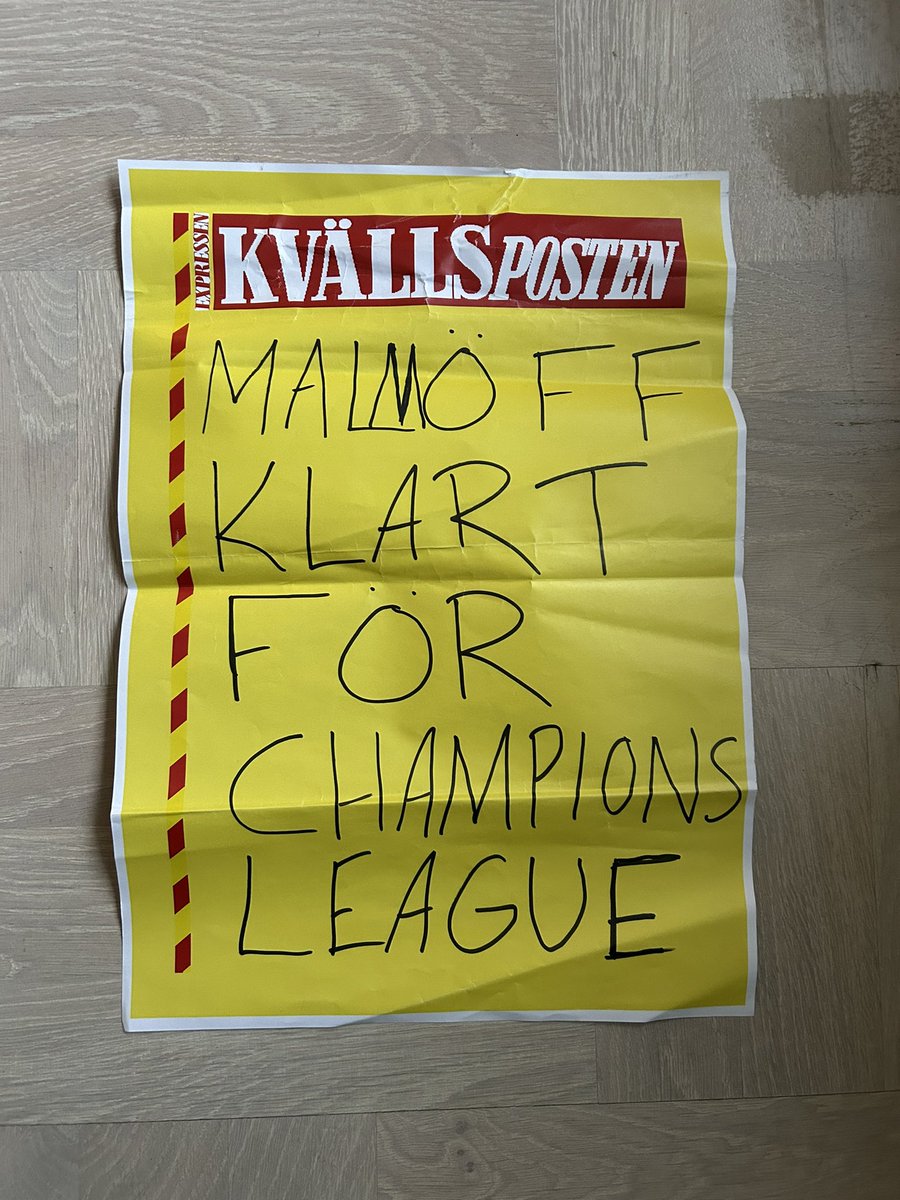 EXPRESSEN
KVÄLLSPOSTEN
MALMÖ FF
KLART
FÖR
CHAMPIONS
LEAGUE